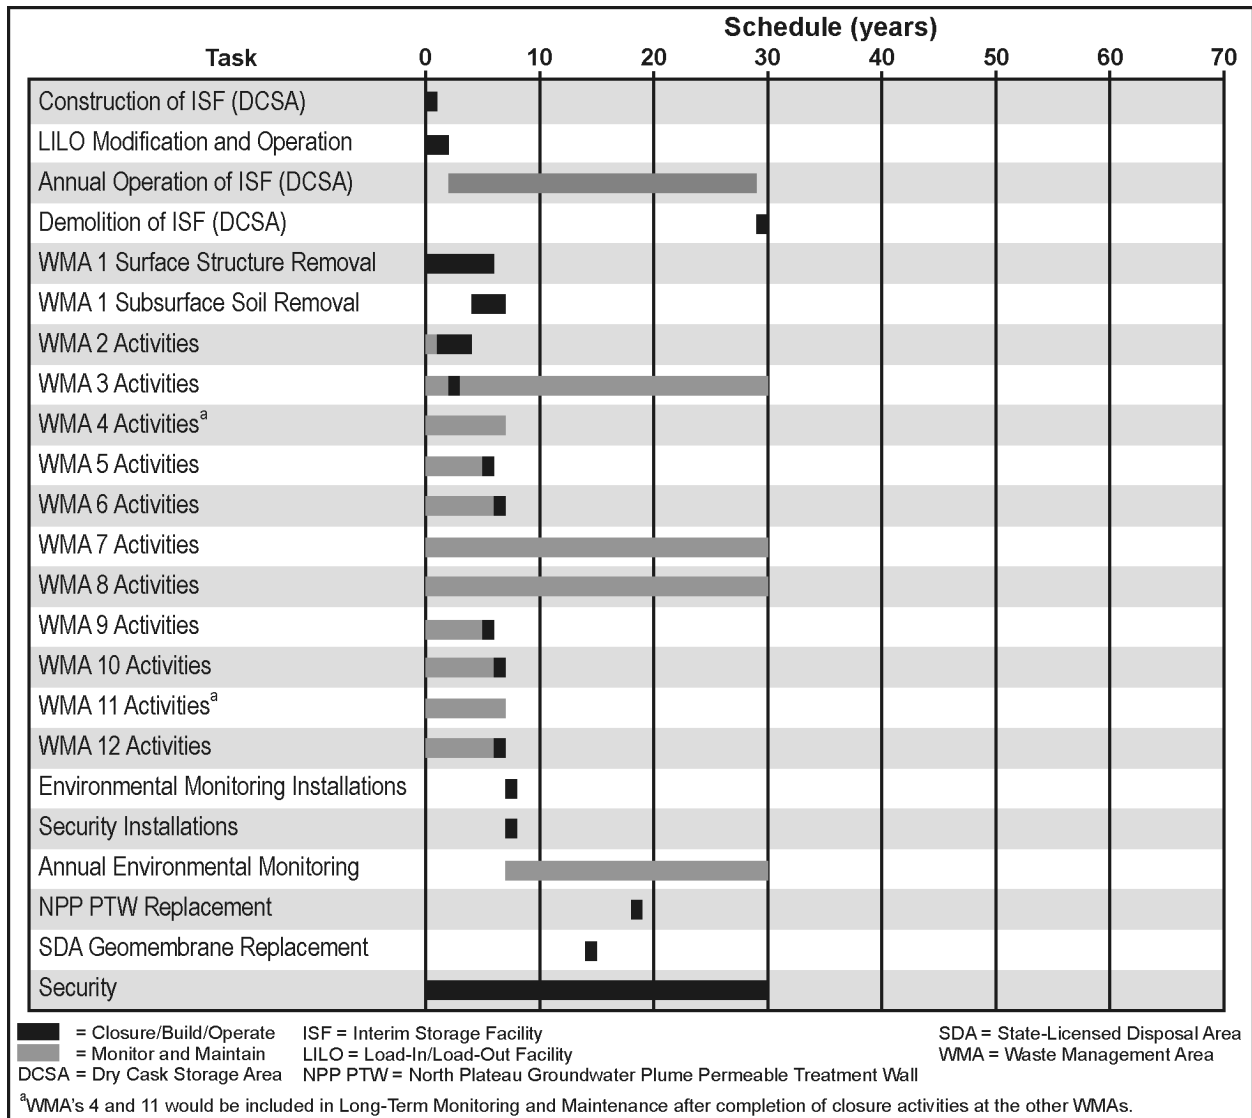 Schedule (years)
Task 0 10 20 30 40 50 60 70
Construction of ISF (DCSA)
LILO Modification and Operation
Annual Operation of ISF (DCSA)
Demolition of ISF (DCSA)
WMA 1 Surface Structure Removal
WMA 1 Subsurface Soil Removal
WMA 2 Activities
WMA 3 Activities
WMA 4 Activitiesᵃ
WMA 5 Activities
WMA 6 Activities
WMA 7 Activities
WMA 8 Activities
WMA 9 Activities
WMA 10 Activities
WMA 11 Activitiesᵃ
WMA 12 Activities
Environmental Monitoring Installations
Security Installations
Annual Environmental Monitoring
NPP PTW Replacement
SDA Geomembrane Replacement
Security
= Closure/Build/Operate ISF = Interim Storage Facility SDA = State-Licensed Disposal Area
= Monitor and Maintain LILO = Load-In/Load-Out Facility WMA = Waste Management Area
DCSA = Dry Cask Storage Area NPP PTW = North Plateau Groundwater Plume Permeable Treatment Wall
ᵃWMA's 4 and 11 would be included in Long-Term Monitoring and Maintenance after completion of closure activities at the other WMAs.